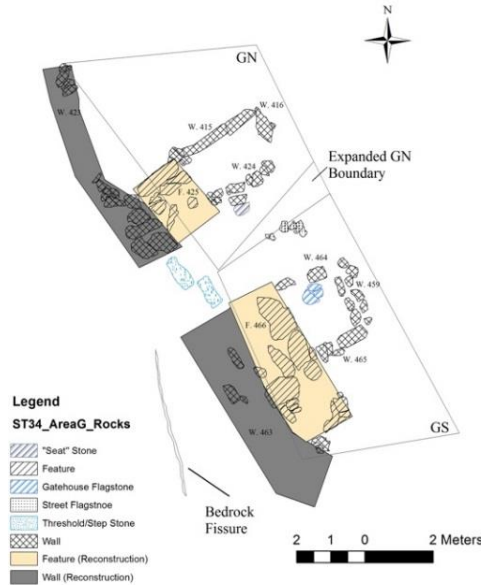 N
GN
W. 423
W. 415
W. 416
W. 424
Expanded GN
Boundary
F. 425
W. 464
W. 459
F. 466
W. 465
W. 463
GS
Legend
ST34_AreaG_Rocks
"Seat" Stone
Feature
Gatehouse Flagstone
Street Flagstnoe
Threshold/Step Stone
Wall
Feature (Reconstruction)
Wall (Reconstruction)
Bedrock
Fissure
2 1 0 2 Meters